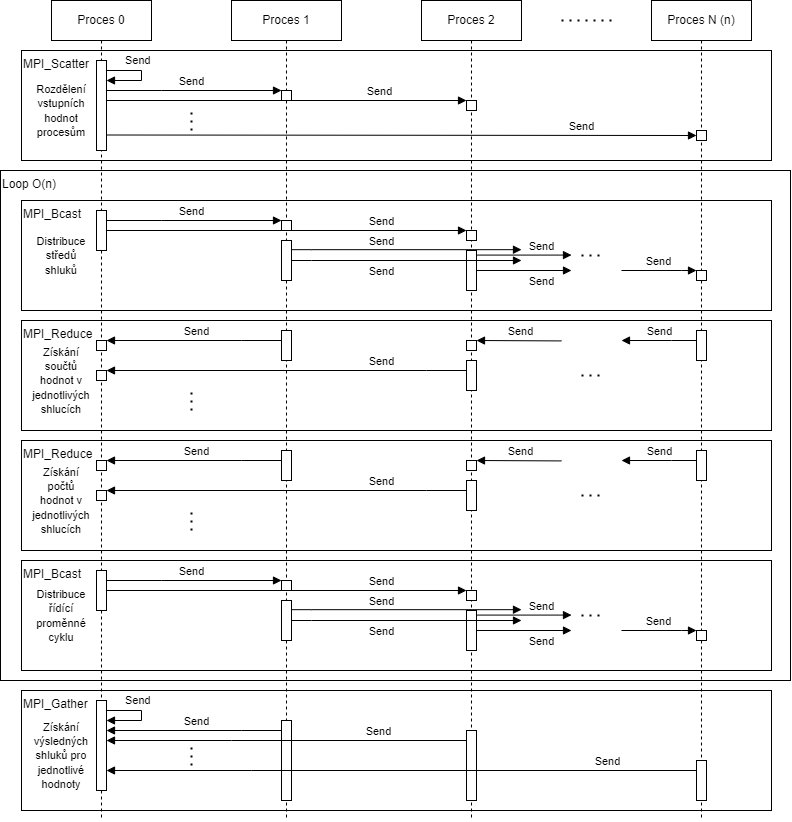 Proces 0
Proces 1
Proces 2
.......
Proces N (n)
MPI_Scatter
Send
Rozdělení
vstupních
hodnot
procesům
Send
Send
Send
Loop O(n)
MPI_Bcast
Distribuce
středů
shluků
Send
Send
Send
Send
Send
Send
...
Send
MPI_Reduce
Získání
součtů
hodnot v
jednotlivých
shlucích
Send
Send
Send
Send
...
MPI_Reduce
Získání
počtů
hodnot v
jednotlivých
shlucích
Send
Send
Send
Send
...
MPI_Bcast
Distribuce
řídící
proměnné
cyklu
Send
Send
Send
Send
Send
Send
...
Send
MPI_Gather
Získání
výsledných
shluků pro
jednotlivé
hodnoty
Send
Send
Send
Send